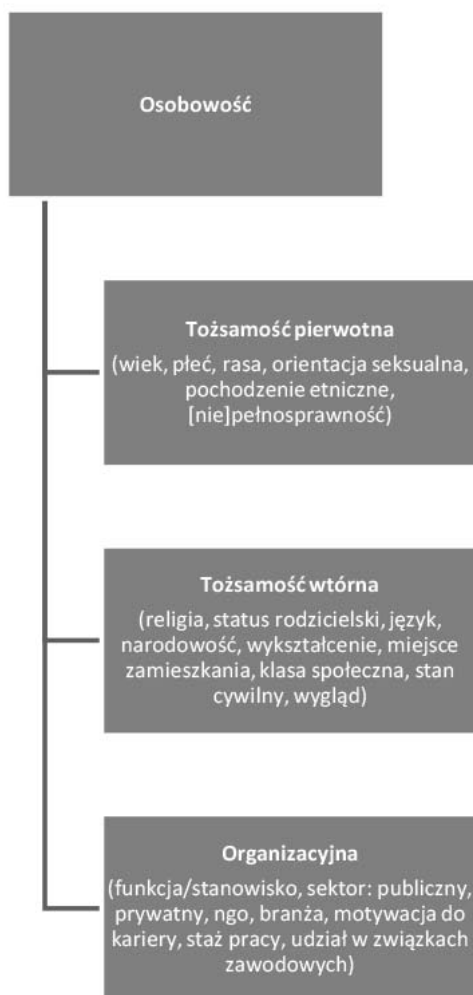 Osobowość
Tożsamość pierwotna
(wiek, płeć, rasa, orientacja seksualna,
pochodzenie etniczne,
[nie]pełnosprawność)
Tożsamość wtórna
(religia, status rodzicielski, język,
narodowość, wykształcenie, miejsce
zamieszkania, klasa społeczna, stan
cywilny, wygląd)
Organizacyjna
(funkcja/stanowisko, sektor: publiczny,
prywatny, ngo, branża, motywacja do
kariery, staż pracy, udział w związkach
zawodowych)